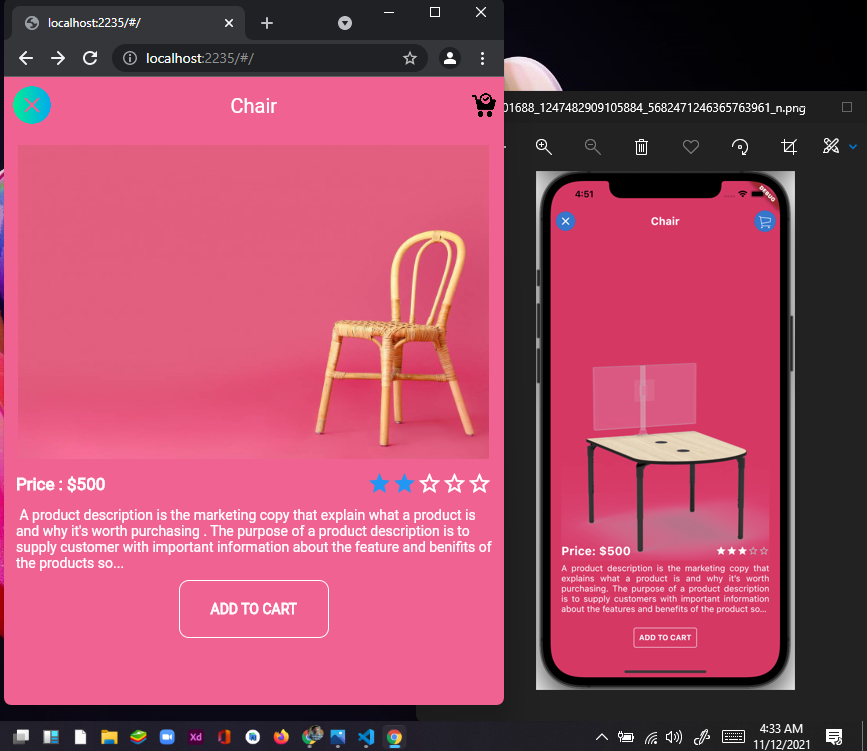 localhost:2235/#/
localhost:2235/#/
Chair
Price : $500
A product description is the marketing copy that explain what a product is
and why it's worth purchasing . The purpose of a product description is to
supply customer with important information about the feature and benifits of
the products so...
ADD TO CART
01688_1247482909105884_5682471246365763961_n.png
4:51
DEBUG
Chair
Price: $500
A product description is the marketing copy that
explains what a product is and why it's worth
purchasing. The purpose of a product description
is to supply customers with important information
about the features and benefits of the product so...
ADD TO CART
Xd
4:33 AM
11/12/2021